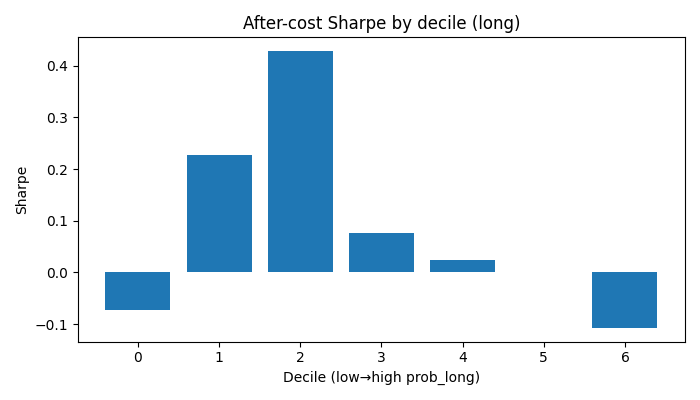 After-cost Sharpe by decile (long)
Sharpe
0.4
0.3
0.2
0.1
0.0
−0.1
0 1 2 3 4 5 6
Decile (low→high prob_long)